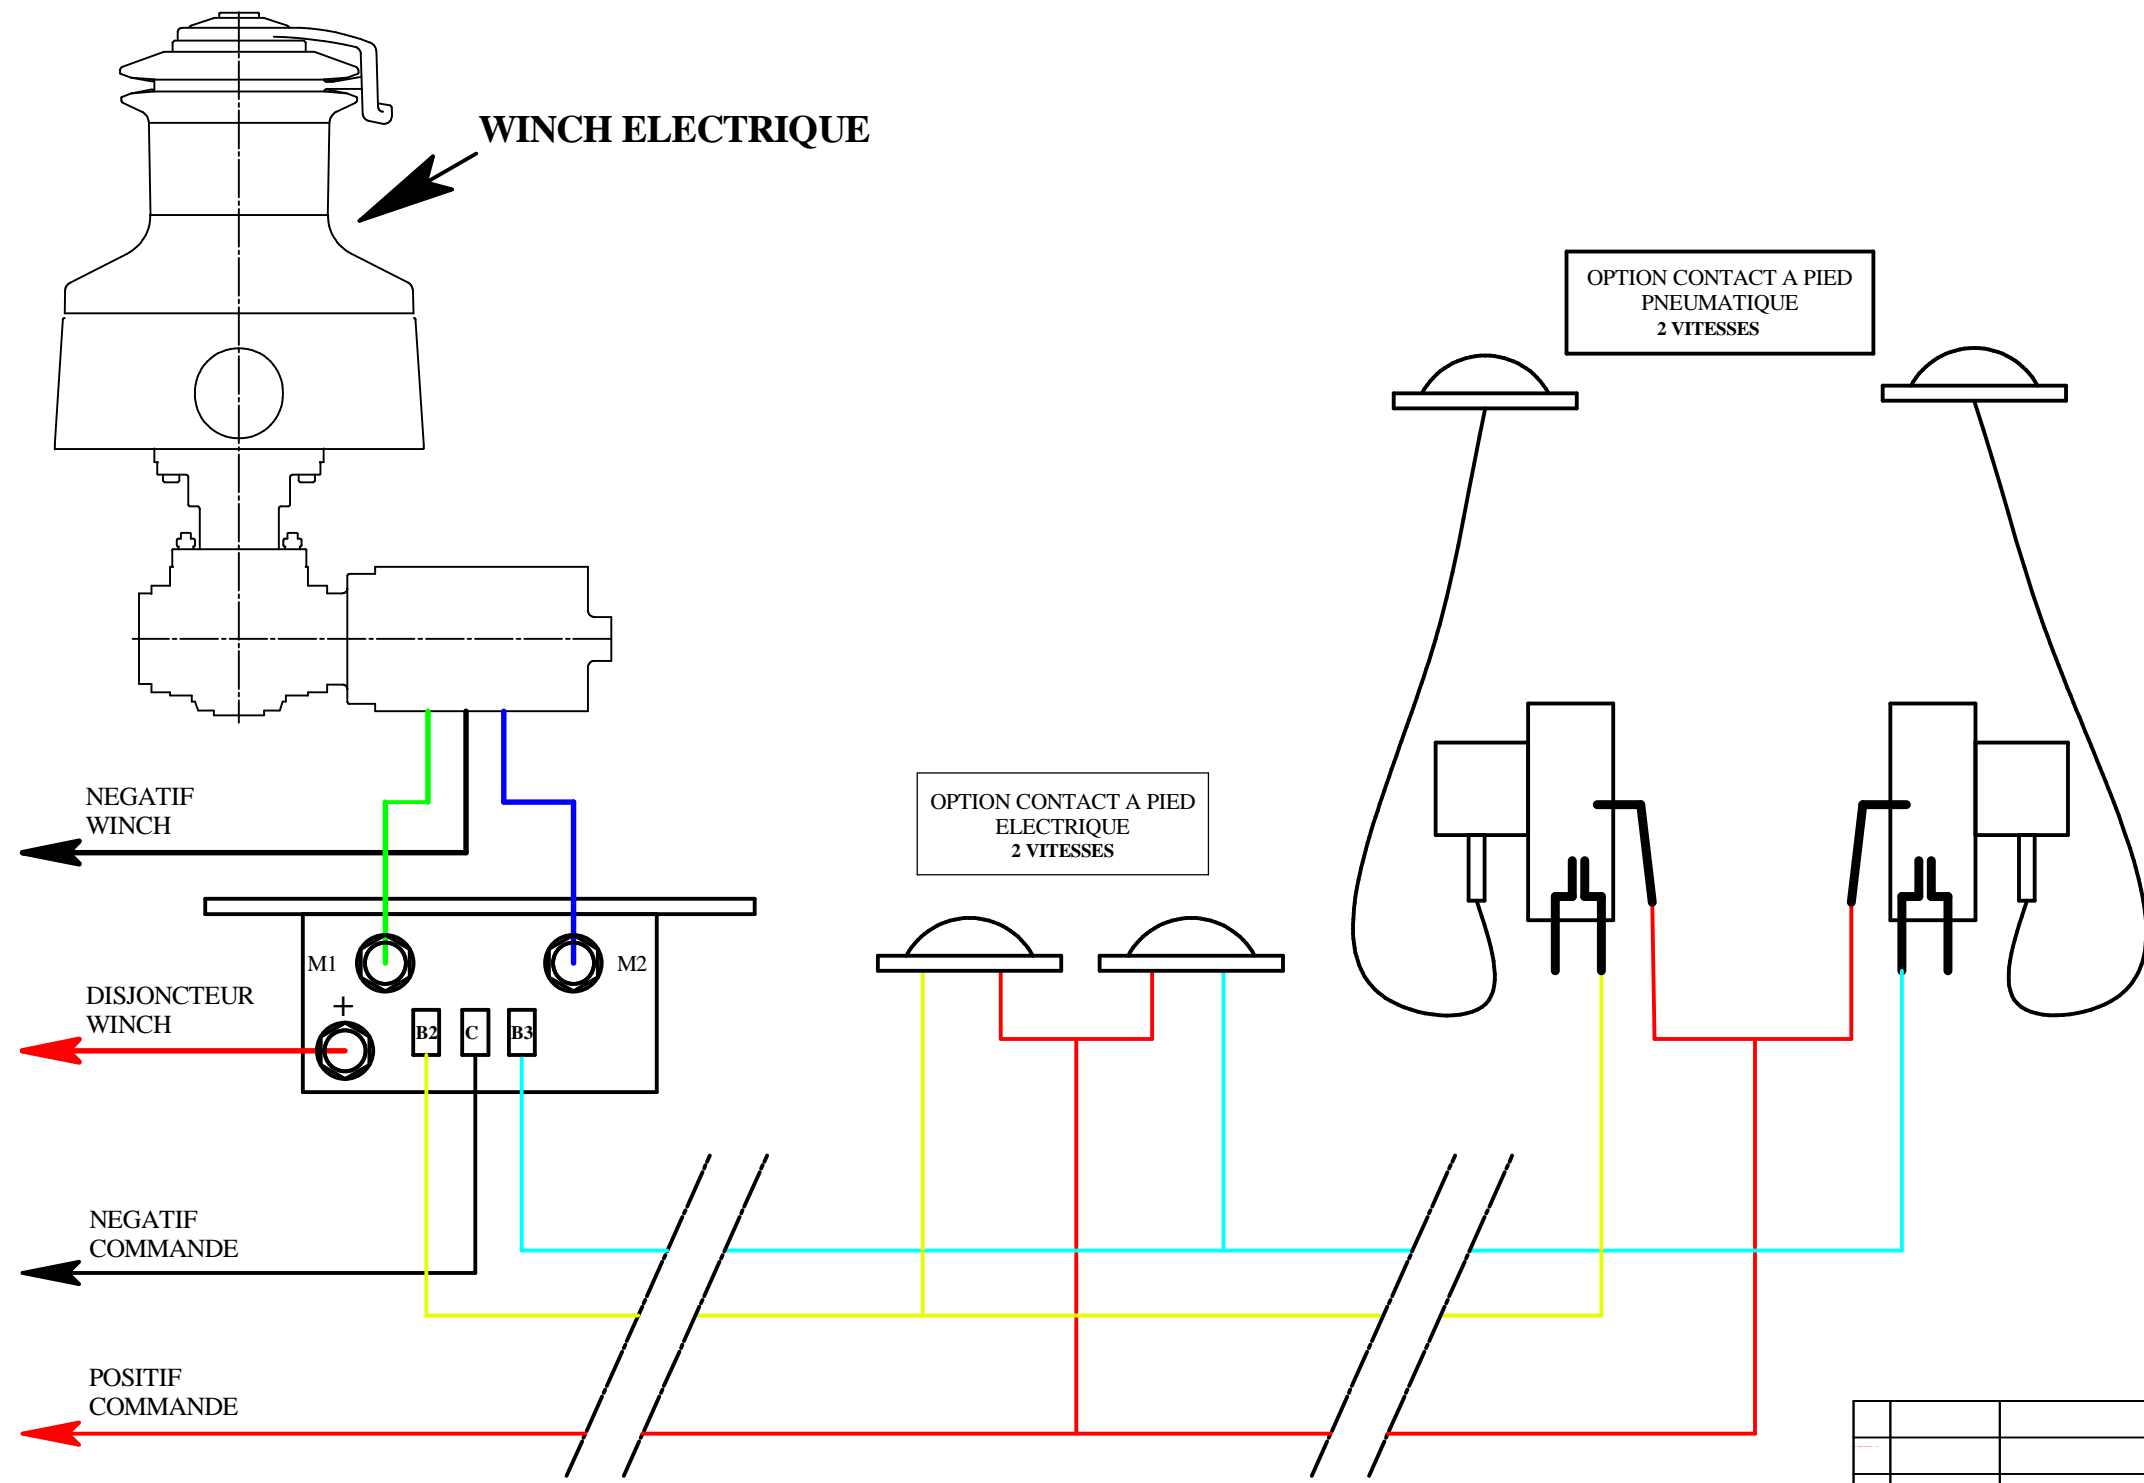 WINCH ELECTRIQUE
OPTION CONTACT A PIED
PNEUMATIQUE
2 VITESSES
NEGATIF
WINCH
OPTION CONTACT A PIED
ELECTRIQUE
2 VITESSES
M1
M2
DISJONCTEUR
WINCH
+
B2
C
B3
NEGATIF
COMMANDE
POSITIF
COMMANDE